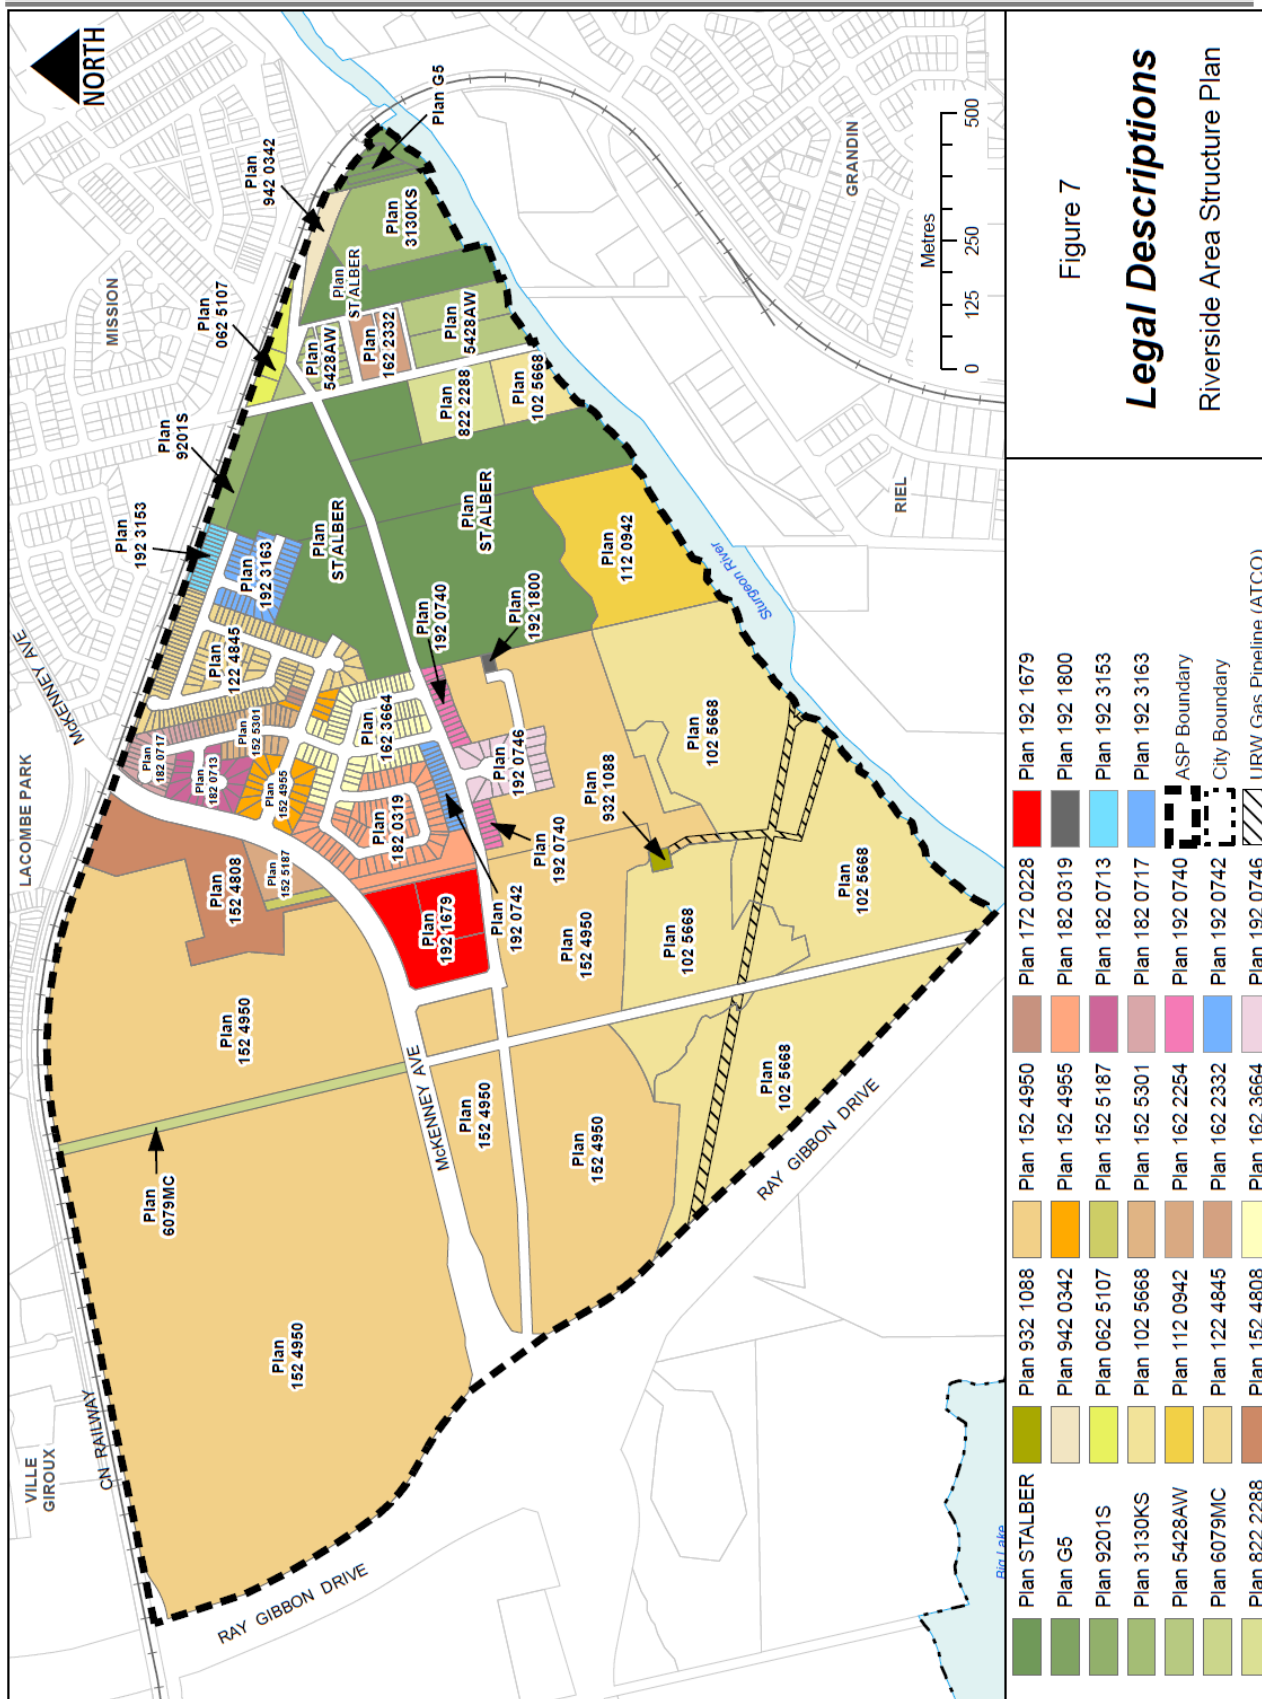 NORTH
VILLE
GIROUX
CN RAILWAY
LACOMBE PARK
McKENNEY AVE
MISSION
Plan
942 0342
Plan G5
Plan
062 5107
Plan
9201S
Plan
192 3153
Plan
192 3163
Plan
122 4845
Plan
182 0717
Plan
182 0713
Plan
152 5301
Plan
152 4955
Plan
152 4808
Plan
152 5187
Plan
162 3664
Plan
182 0319
Plan
192 1679
Plan
192 0742
Plan
192 0740
Plan
192 0740
Plan
192 0746
Plan
192 1800
Plan
ST ALBER
Plan
ST ALBER
Plan
ST ALBER
Plan
3130KS
Plan
5428AW
Plan
162 2332
Plan
5428AW
Plan
822 2288
Plan
102 5668
Plan
112 0942
Plan
102 5668
Plan
932 1088
Plan
102 5668
Plan
102 5668
Plan
102 5668
Plan
152 4950
Plan
152 4950
Plan
152 4950
Plan
152 4950
Plan
152 4950
Plan
6079MC
McKENNEY AVE
RAY GIBBON DRIVE
RAY GIBBON DRIVE
Sturgeon River
Big Lake
RIEL
GRANDIN
Metres
0 125 250 500
Plan STALBER
Plan G5
Plan 9201S
Plan 3130KS
Plan 5428AW
Plan 6079MC
Plan 822 2288
Plan 932 1088
Plan 942 0342
Plan 062 5107
Plan 102 5668
Plan 112 0942
Plan 122 4845
Plan 152 4808
Plan 152 4950
Plan 152 4955
Plan 152 5187
Plan 152 5301
Plan 162 2254
Plan 162 2332
Plan 162 3664
Plan 172 0228
Plan 182 0319
Plan 182 0713
Plan 182 0717
Plan 192 0740
Plan 192 0742
Plan 192 0746
Plan 192 1679
Plan 192 1800
Plan 192 3153
Plan 192 3163
ASP Boundary
City Boundary
URW Gas Pipeline (ATCO)
Figure 7
Legal Descriptions
Riverside Area Structure Plan